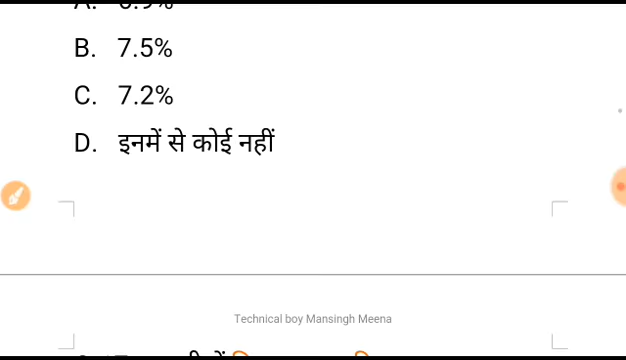 B. 7.5%
C. 7.2%
D. इनमें से कोई नहीं
Technical boy Mansingh Meena